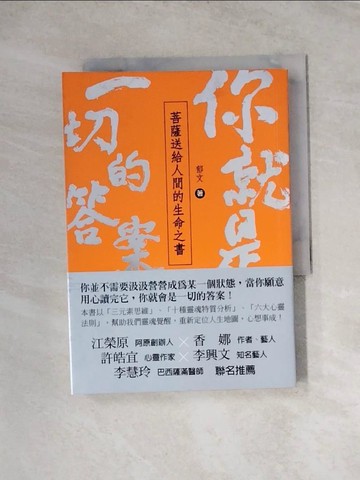 你就是
一切的答案
菩薩送給人間的生命之書
郁文 著
你並不需要汲汲營營成為某一個狀態，當你願意
用心讀完它，你就會是一切的答案！
本書以「三元素思維」、「十種靈魂特質分析」、「六大心靈
法則」，幫助我們靈魂覺醒，重新定位人生地圖，心想事成！
江榮原 阿原創辦人 × 香 娜 作者、藝人
許皓宜 心靈作家 × 李興文 知名藝人
李慧玲 巴西薩滿醫師 聯名推薦